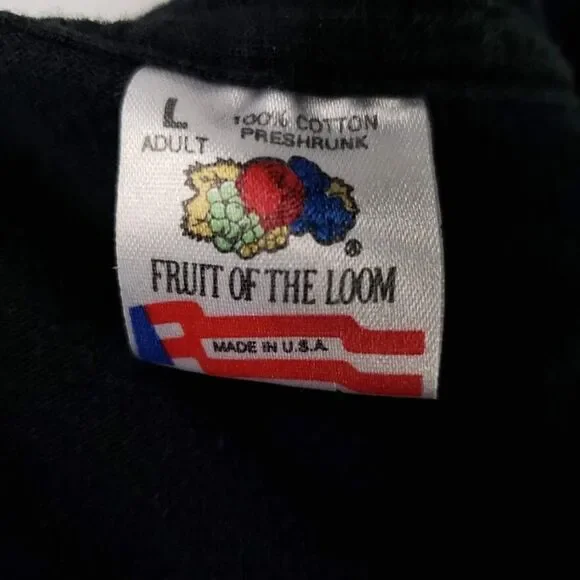 L
ADULT
100% COTTON
PRESHRUNK
®
FRUIT OF THE LOOM
MADE IN U.S.A.